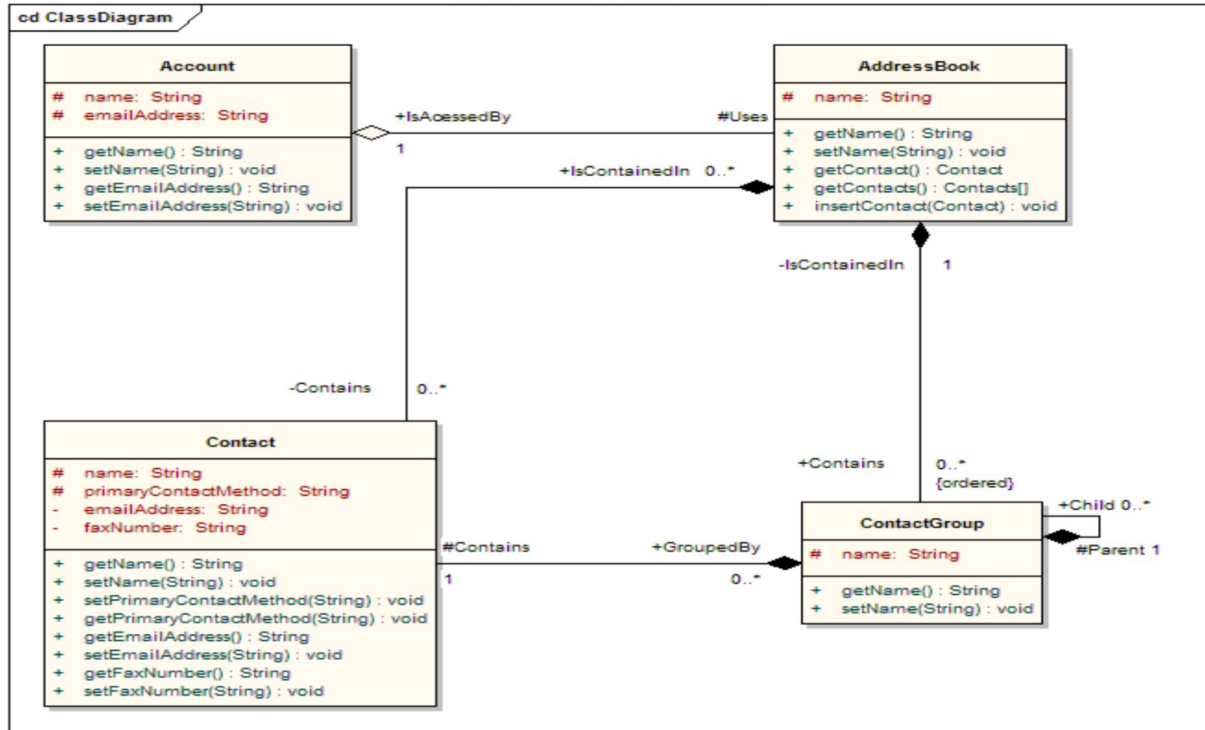 cd ClassDiagram
Account
# name: String
# emailAddress: String
+ getName() : String
+ setName(String) : void
+ getEmailAddress() : String
+ setEmailAddress(String) : void
+IsAcessedBy
1
#Uses
AddressBook
# name: String
+ getName() : String
+ setName(String) : void
+ getContact() : Contact
+ getContacts() : Contacts[]
+ insertContact(Contact) : void
+IsContainedIn 0..*
-IsContainedIn 1
-Contains 0..*
Contact
# name: String
# primaryContactMethod: String
- emailAddress: String
- faxNumber: String
+ getName() : String
+ setName(String) : void
+ setPrimaryContactMethod(String) : void
+ getPrimaryContactMethod(String) : void
+ getEmailAddress() : String
+ setEmailAddress(String) : void
+ getFaxNumber() : String
+ setFaxNumber(String) : void
#Contains
1
+GroupedBy
0..*
+Contains 0..*
{ordered}
ContactGroup
# name: String
+ getName() : String
+ setName(String) : void
+Child 0..*
#Parent 1